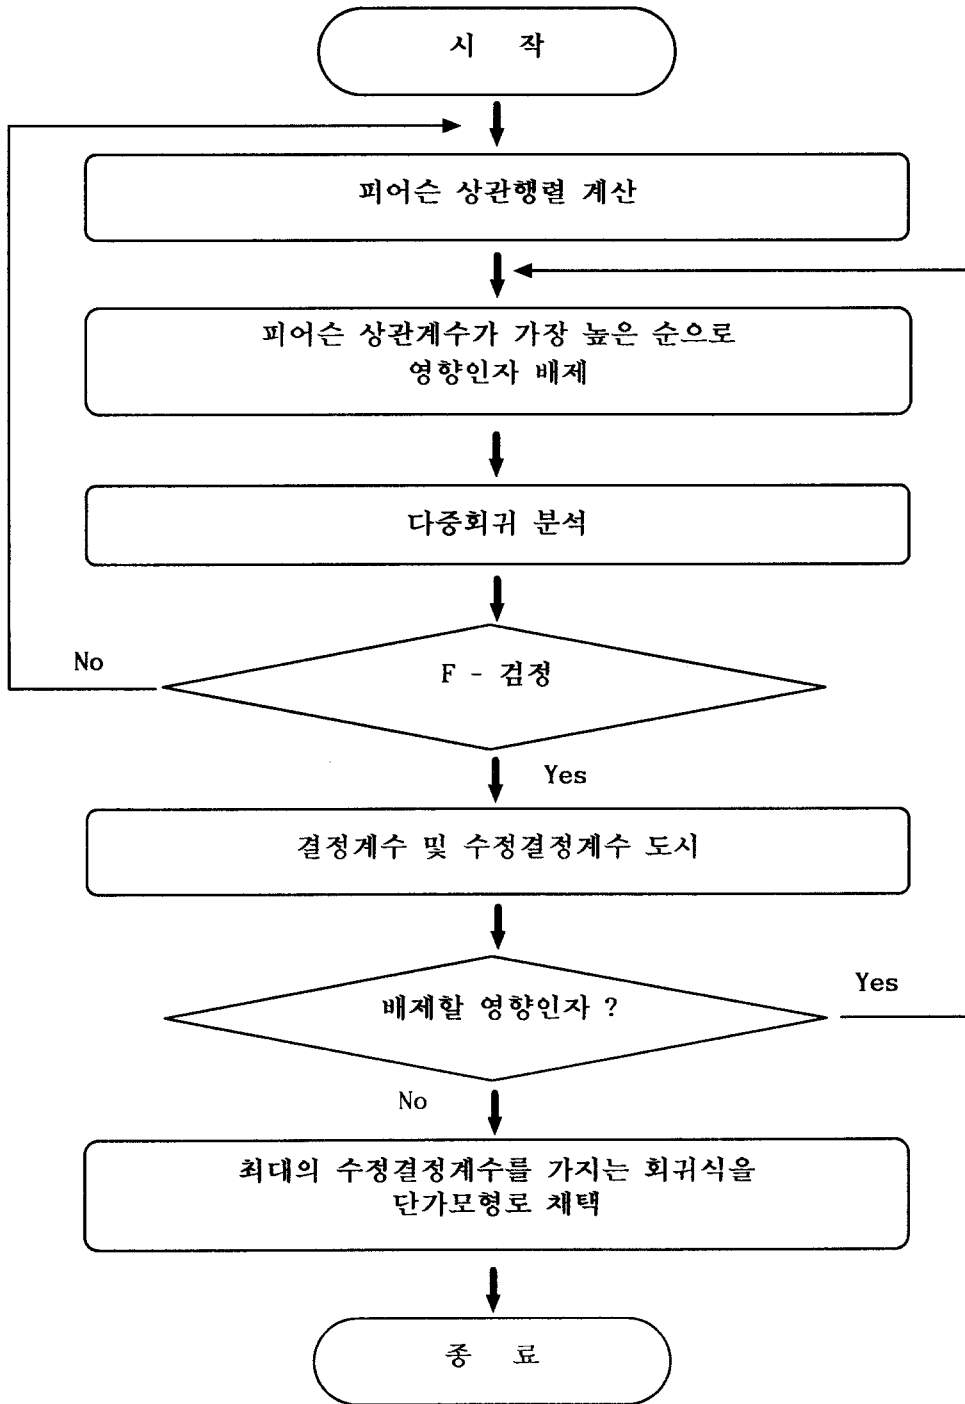 시 작
피어슨 상관행렬 계산
피어슨 상관계수가 가장 높은 순으로
영향인자 배제
다중회귀 분석
No
F - 검정
Yes
결정계수 및 수정결정계수 도시
배제할 영향인자 ?
Yes
No
최대의 수정결정계수를 가지는 회귀식을
단가모형로 채택
종 료